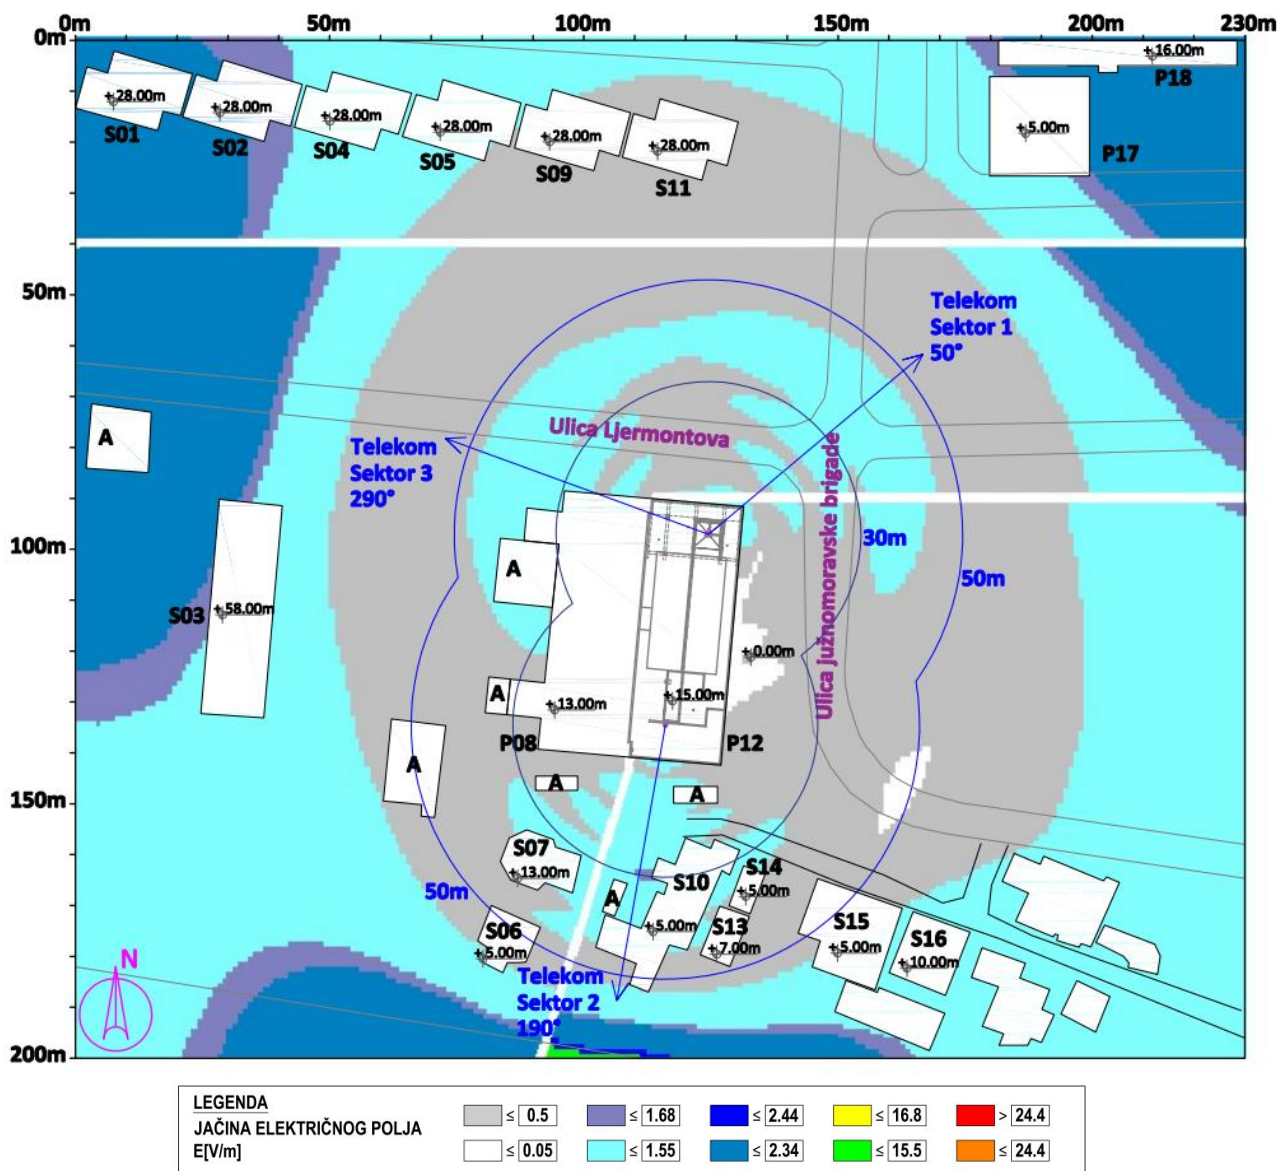 0m 50m 100m 150m 200m 230m
0m
+16.00m
P18
+28.00m
S01
+28.00m
S02
+28.00m
S04
+28.00m
S05
+28.00m
S09
+28.00m
S11
+5.00m
P17
50m
Telekom
Sektor 1
50°
Ulica Ljermontova
Telekom
Sektor 3
290°
A
Ulica južnomoravske brigade
100m
30m
50m
A
S03
+58.00m
+0.00m
A
+13.00m
+15.00m
P08
P12
A
A
A
150m
S07
+13.00m
S14
+5.00m
S10
+5.00m
50m
A
S06
+5.00m
S13
+7.00m
S15
+5.00m
S16
+10.00m
Telekom
Sektor 2
190°
N
200m
LEGENDA
JAČINA ELEKTRIČNOG POLJA
E[V/m]
≤ 0.5 ≤ 1.68 ≤ 2.44 ≤ 16.8 > 24.4
≤ 0.05 ≤ 1.55 ≤ 2.34 ≤ 15.5 ≤ 24.4